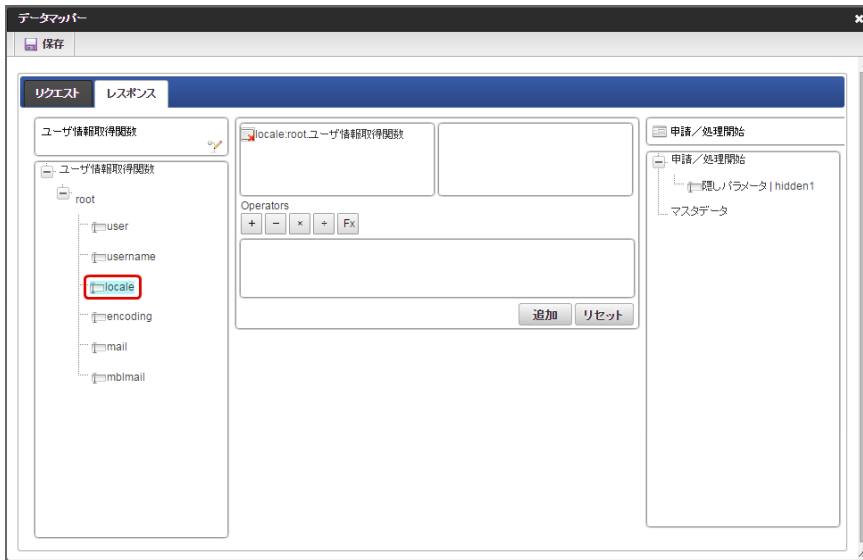 データマッパー
保存
リクエスト レスポンス
ユーザ情報取得関数
ユーザ情報取得関数
root
user
username
locale
encoding
mail
mblmail
locale:root.ユーザ情報取得関数
Operators
+ − × ÷ Fx
追加 リセット
申請／処理開始
申請／処理開始
隠しパラメータ | hidden1
マスタデータ